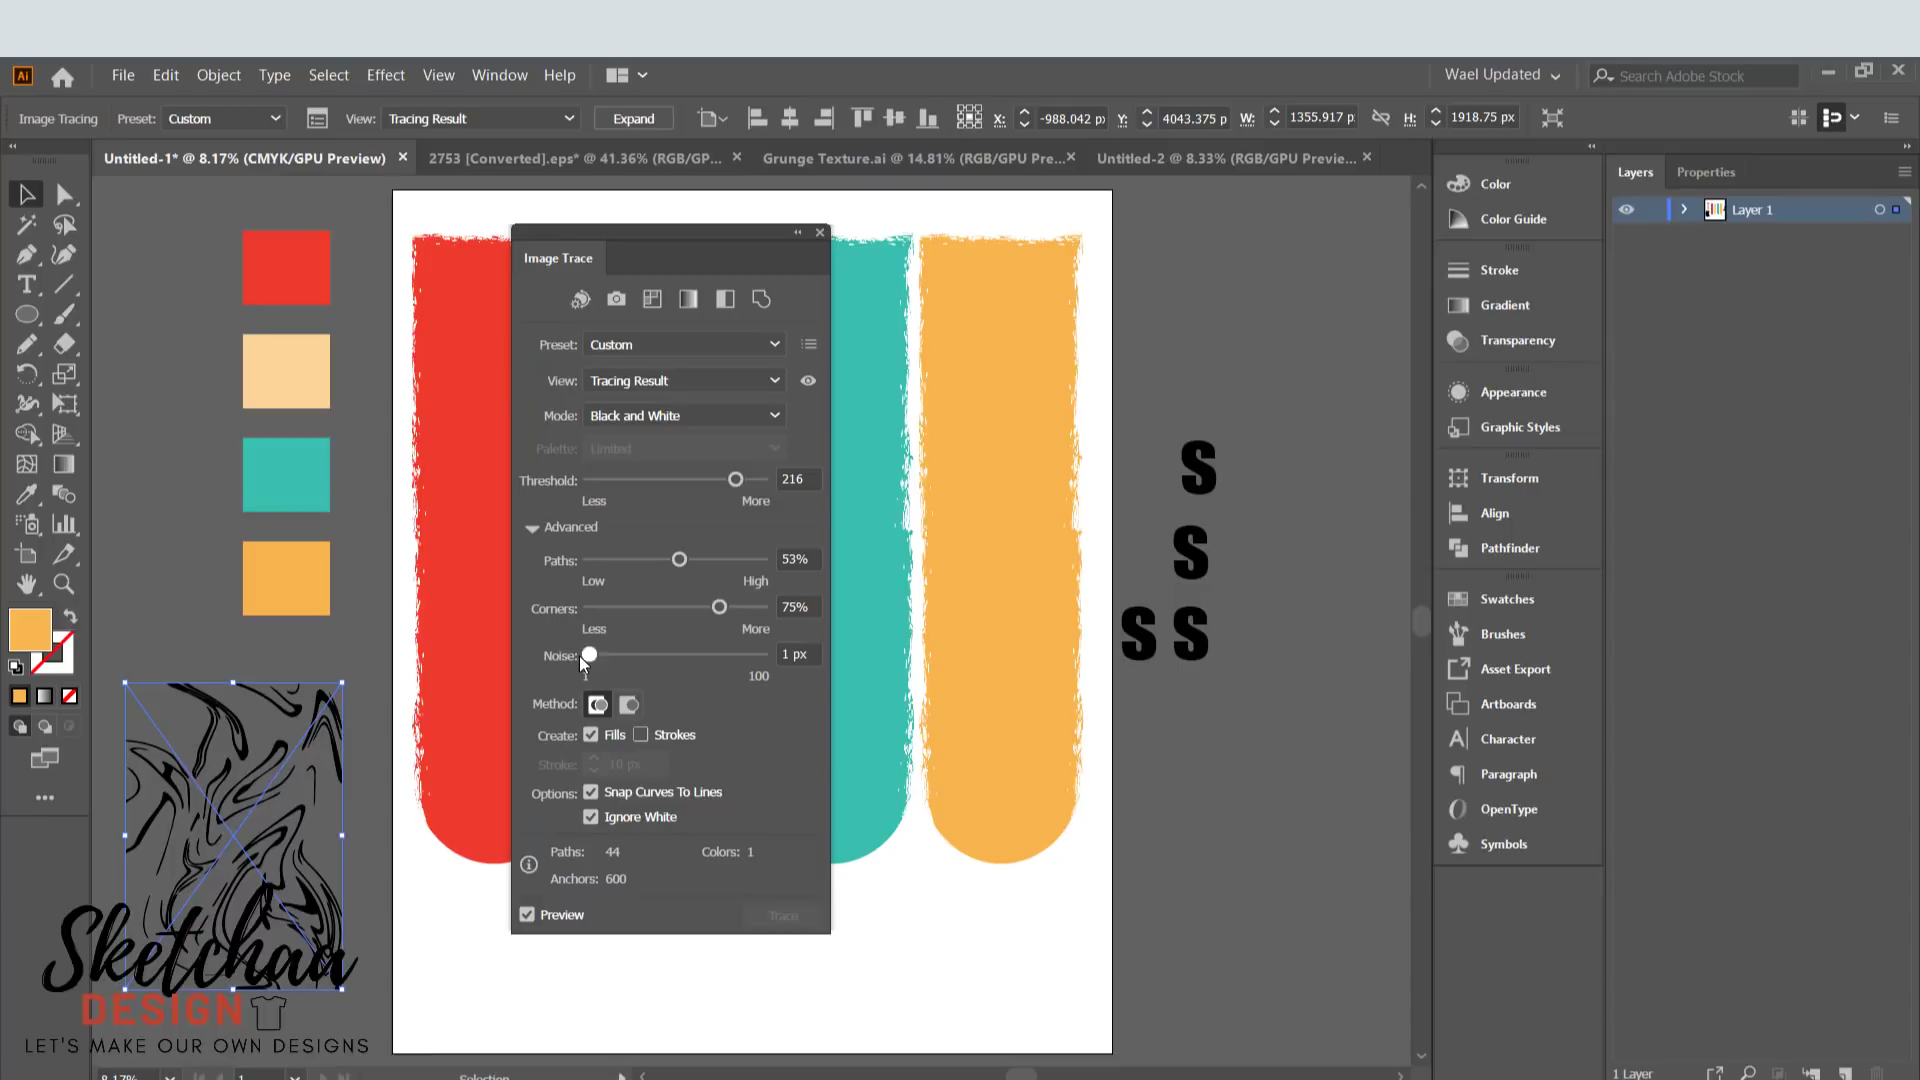 Ai File Edit Object Type Select Effect View Window Help Wael Updated Search Adobe Stock
Image Tracing Preset: Custom View: Tracing Result Expand X: -988.042 p Y: 4043.375 p W: 1355.917 p H: 1918.75 px
Untitled-1* @ 8.17% (CMYK/GPU Preview) 2753 [Converted].eps* @ 41.36% (RGB/GP... Grunge Texture.ai @ 14.81% (RGB/GPU Pre... Untitled-2 @ 8.33% (RGB/GPU Previe...
Image Trace
Preset: Custom
View: Tracing Result
Mode: Black and White
Palette: Limited
Threshold: 216
Less More
Advanced
Paths: 53%
Low High
Corners: 75%
Less More
Noise: 1 px
1 100
Method:
Create: Fills Strokes
Stroke: 10 px
Options: Snap Curves To Lines
Ignore White
Paths: 44 Colors: 1
Anchors: 600
Preview Trace
S
S
S S
Color
Color Guide
Stroke
Gradient
Transparency
Appearance
Graphic Styles
Transform
Align
Pathfinder
Swatches
Brushes
Asset Export
Artboards
Character
Paragraph
OpenType
Symbols
Layers Properties
Layer 1
Sketchaa
DESIGN
LET'S MAKE OUR OWN DESIGNS
8.17% 1 Selection
1 Layer